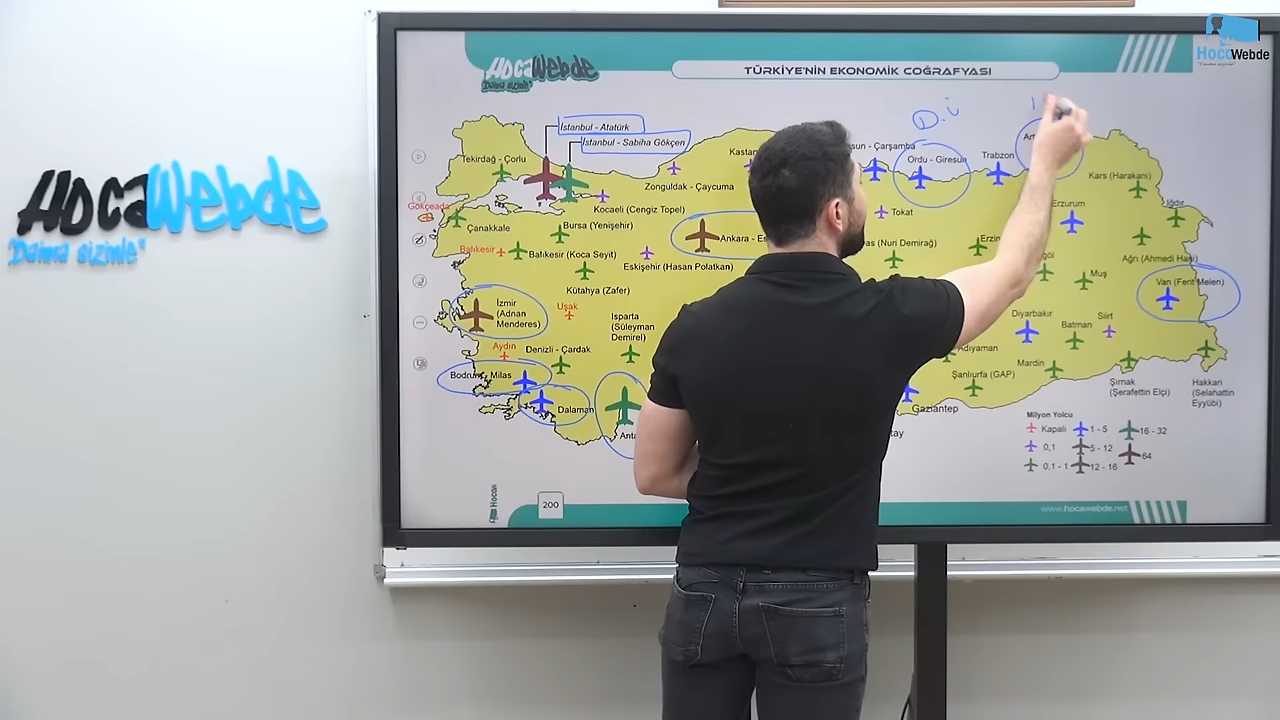 HocaWebde
"Daima sizinle"
HocaWebde
"Daima sizinle"
TÜRKİYE'NİN EKONOMİK COĞRAFYASI
HocaWebde
D.İ
İstanbul - Atatürk
İstanbul - Sabiha Gökçen
Tekirdağ - Çorlu
Zonguldak - Çaycuma
Ordu - Giresun
Trabzon
Kars (Harakani)
Iğdır
Erzurum
Gökçeada
Çanakkale
Kocaeli (Cengiz Topel)
Bursa (Yenişehir)
Tokat
Balıkesir
Balıkesir (Koca Seyit)
Eskişehir (Hasan Polatkan)
Ağrı (Ahmedi Hani)
Muş
Van (Ferit Melen)
Kütahya (Zafer)
İzmir
(Adnan
Menderes)
Uşak
Isparta
(Süleyman
Demirel)
Diyarbakır
Batman
Siirt
Aydın
Denizli - Çardak
Adıyaman
Mardin
Bodrum - Milas
Şanlıurfa (GAP)
Şırnak
(Şerafettin Elçi)
Hakkari
(Selahattin
Eyyübi)
Dalaman
Gaziantep
Milyon Yolcu
Kapalı
1 - 5
16 - 32
0,1
5 - 12
64
0,1 - 1
12 - 16
200
www.hocawebde.net